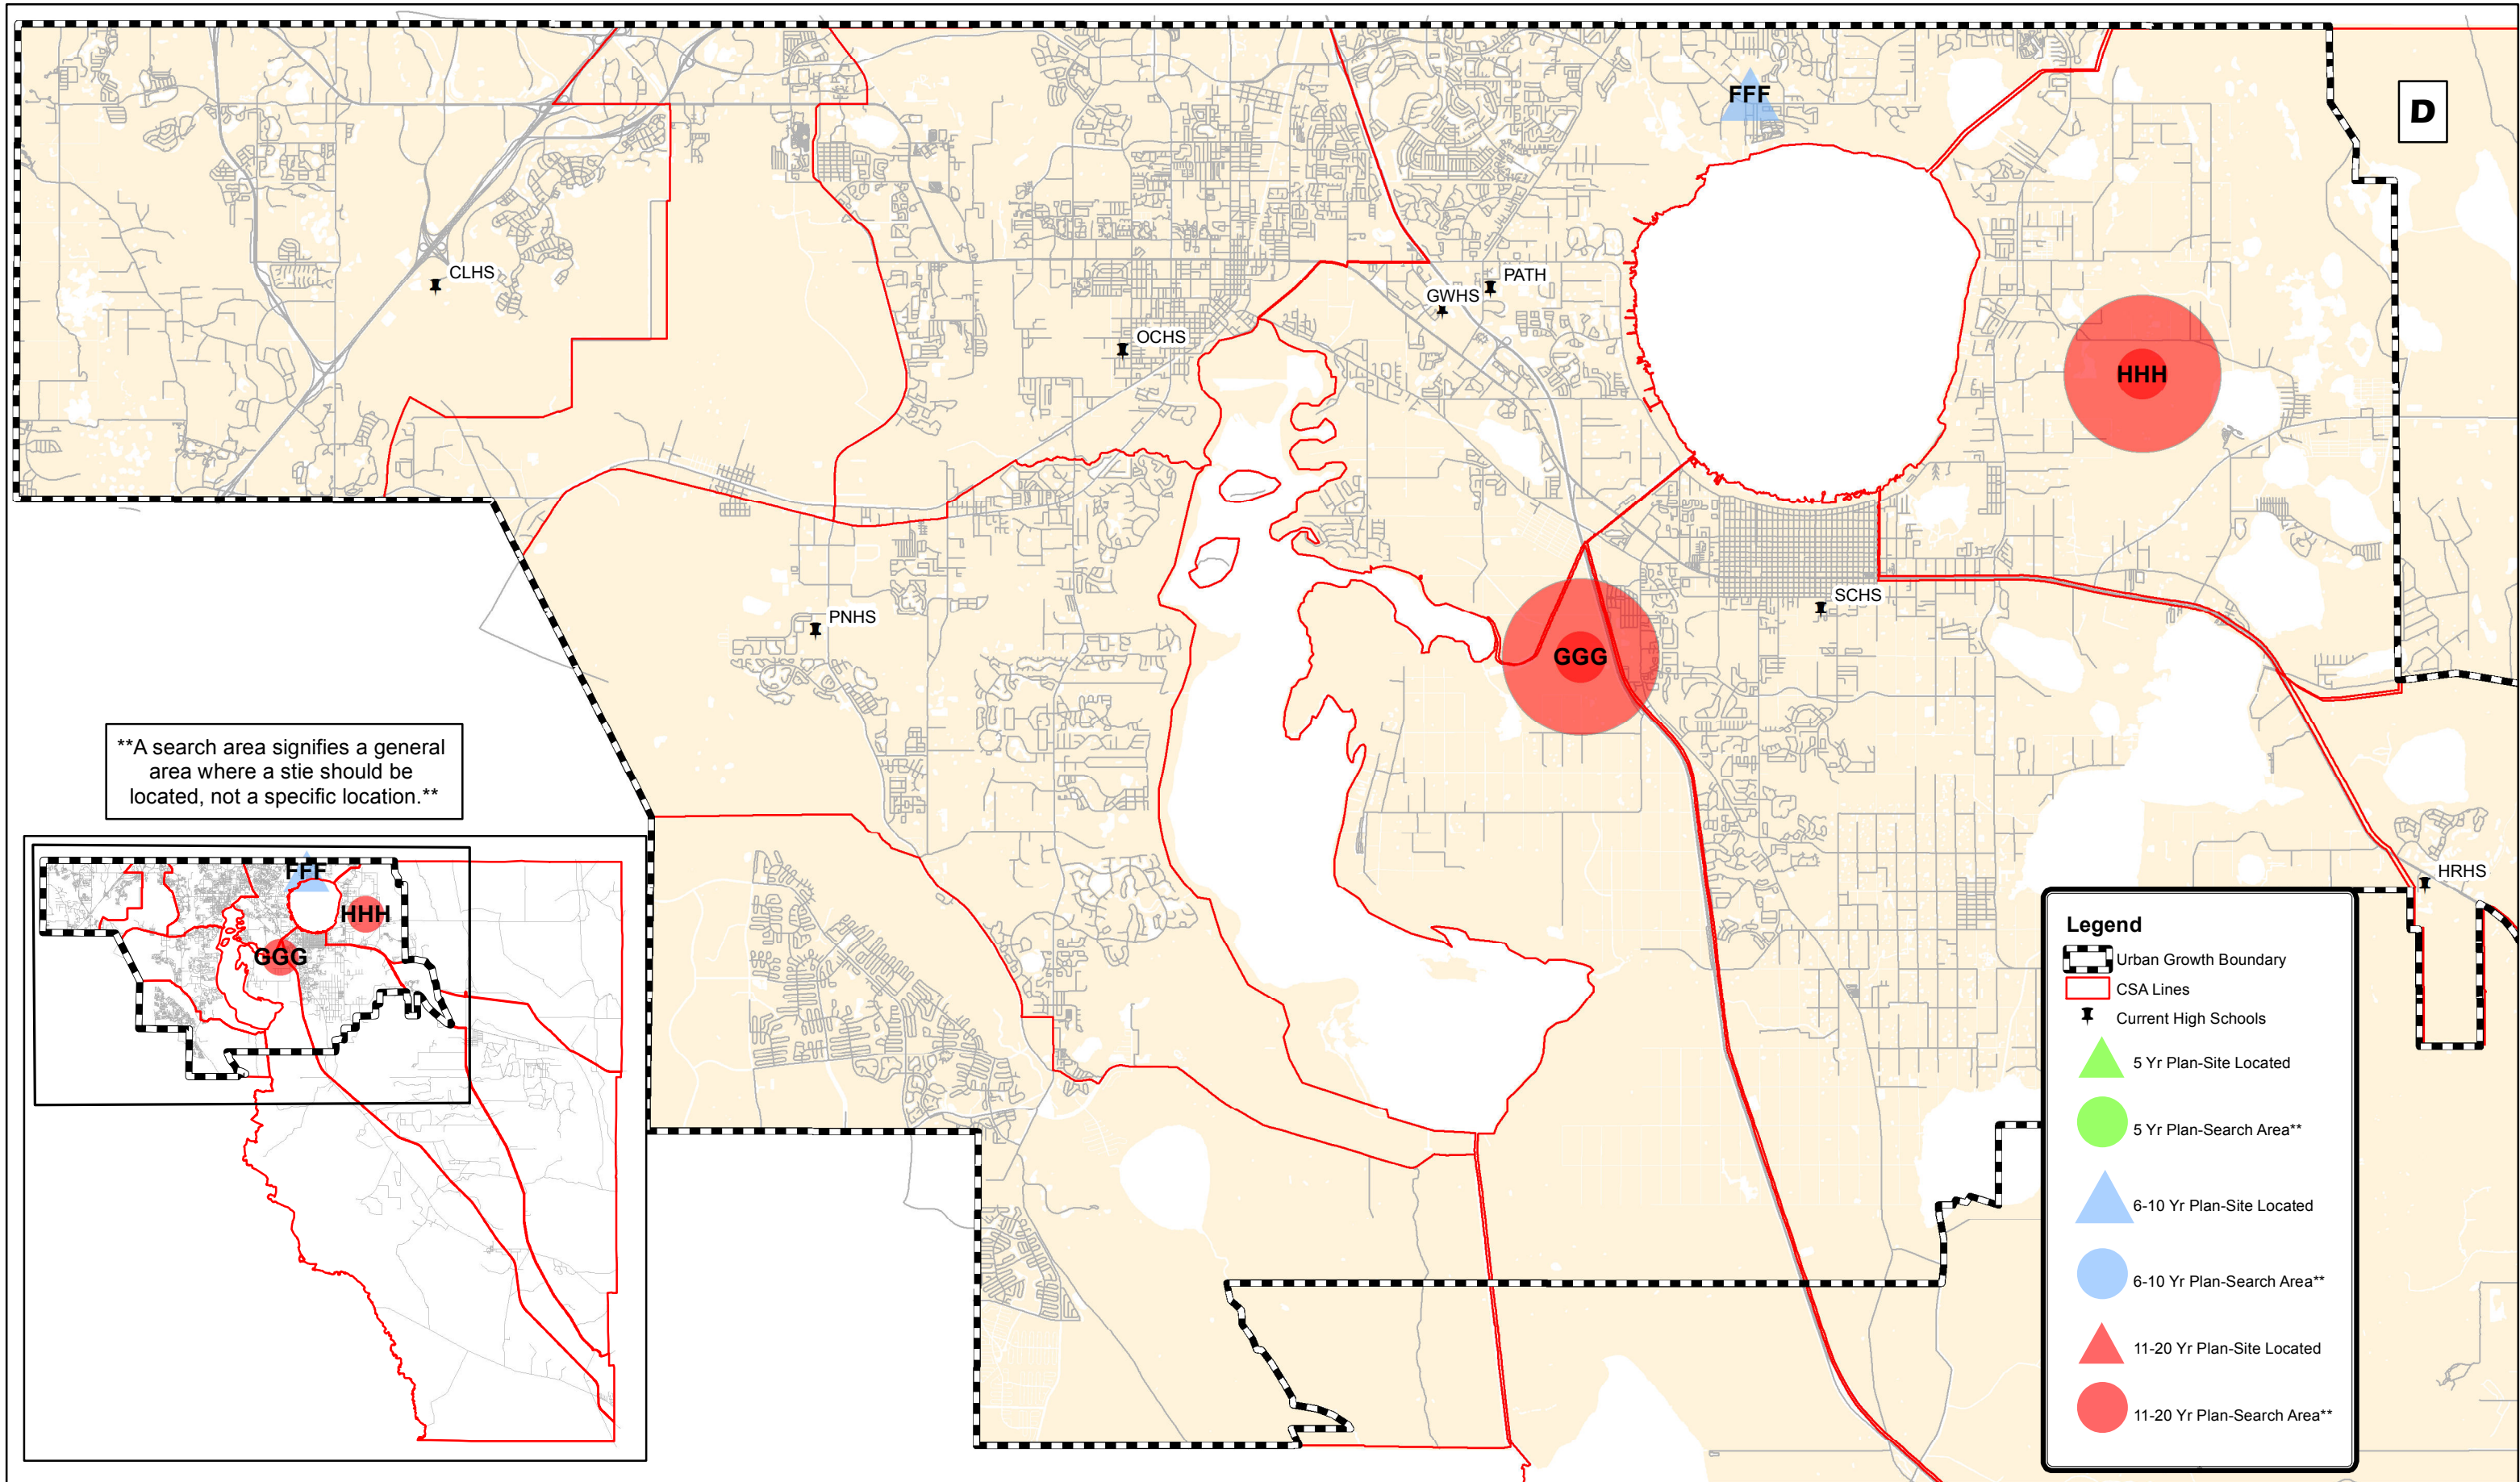 D
FFF
CLHS
PATH
GWHS
OCHS
HHH
SCHS
PNHS
GGG
HRHS
**A search area signifies a general
area where a stie should be
located, not a specific location.**
FFF
HHH
GGG
Legend
Urban Growth Boundary
CSA Lines
Current High Schools
5 Yr Plan-Site Located
5 Yr Plan-Search Area**
6-10 Yr Plan-Site Located
6-10 Yr Plan-Search Area**
11-20 Yr Plan-Site Located
11-20 Yr Plan-Search Area**